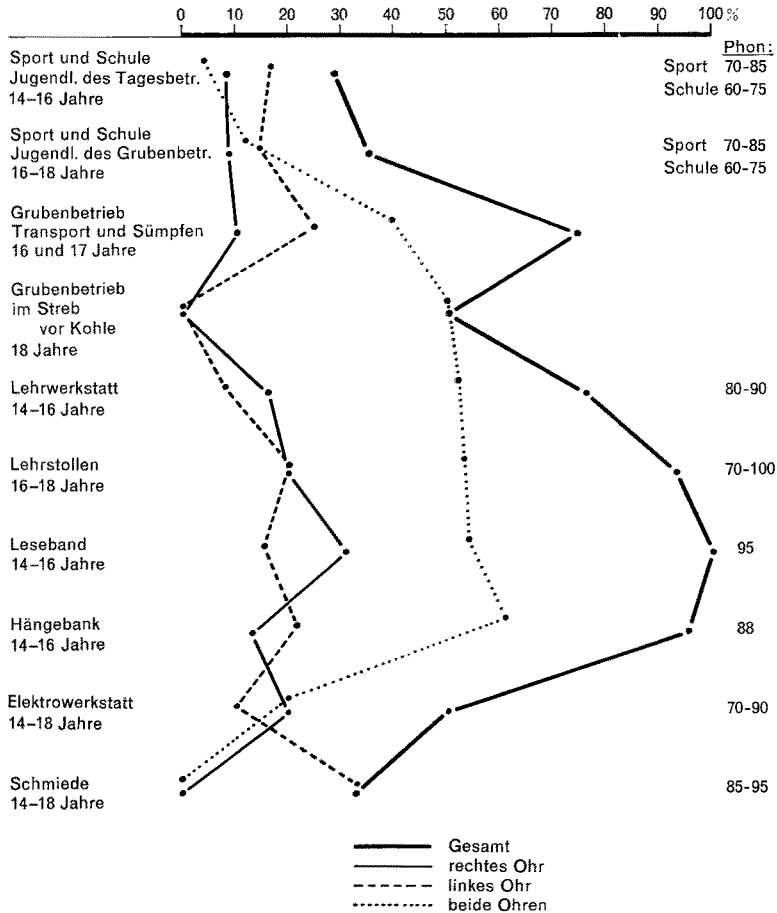 0 10 20 30 40 50 60 70 80 90 100 %
Phon:
Sport und Schule
Jugendl. des Tagesbetr.
14–16 Jahre
Sport 70-85
Schule 60-75
Sport und Schule
Jugendl. des Grubenbetr.
16–18 Jahre
Sport 70-85
Schule 60-75
Grubenbetrieb
Transport und Sümpfen
16 und 17 Jahre
Grubenbetrieb
im Streb
vor Kohle
18 Jahre
Lehrwerkstatt
14–16 Jahre
80-90
Lehrstollen
16–18 Jahre
70-100
Leseband
14–16 Jahre
95
Hängebank
14–16 Jahre
88
Elektrowerkstatt
14–18 Jahre
70-90
Schmiede
14–18 Jahre
85-95
Gesamt
rechtes Ohr
linkes Ohr
beide Ohren